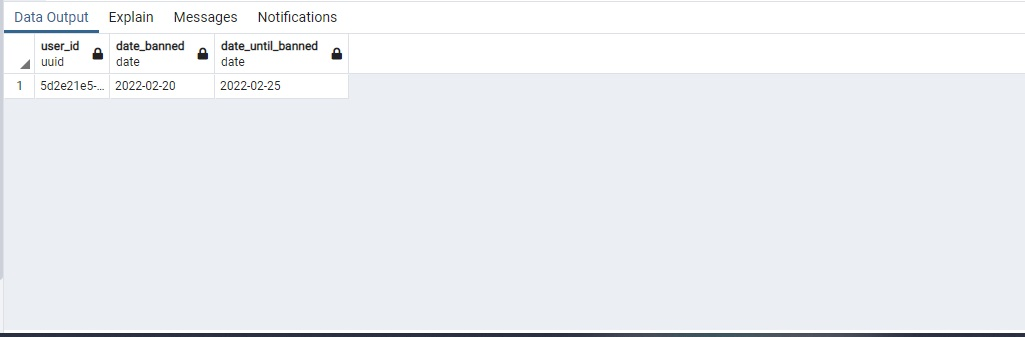 Data Output Explain Messages Notifications
user_id date_banned date_until_banned
uuid date date
1 5d2e21e5-... 2022-02-20 2022-02-25